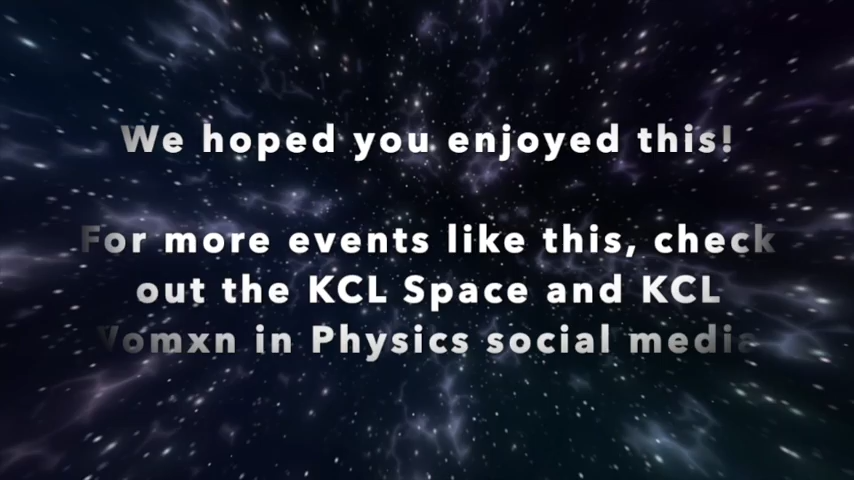 We hoped you enjoyed this!
For more events like this, check
out the KCL Space and KCL
Womxn in Physics social media